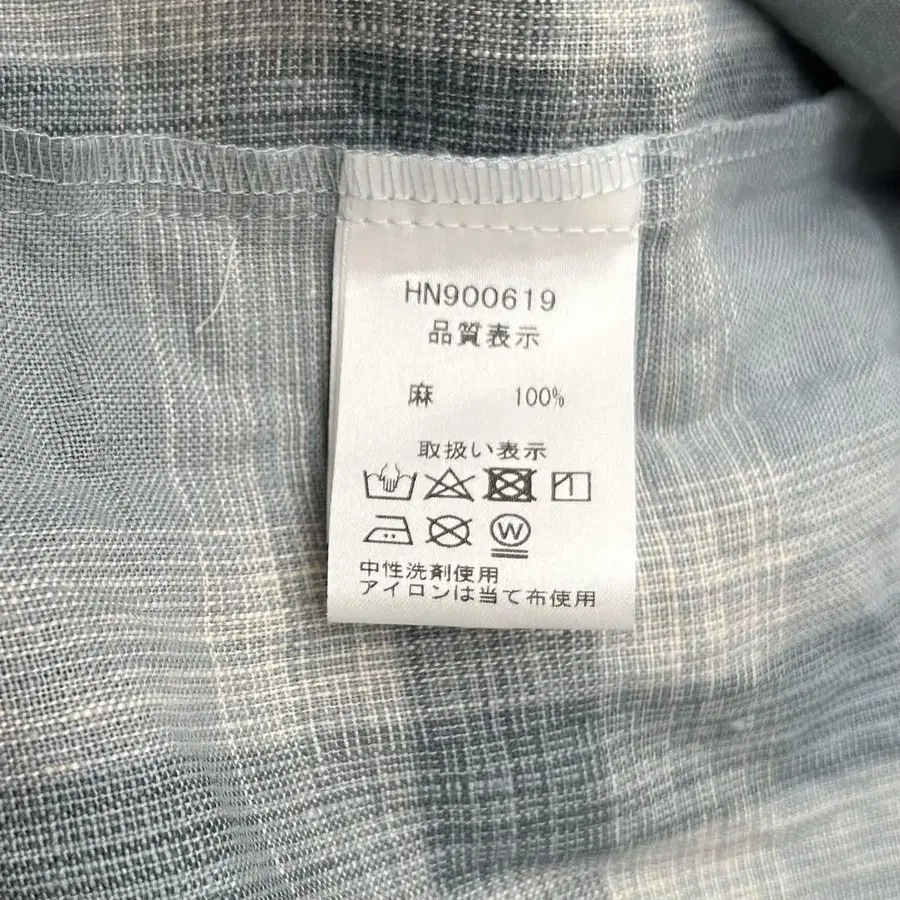 HN900619
品質表示
麻 100%
取扱い表示
W
中性洗剤使用
アイロンは当て布使用